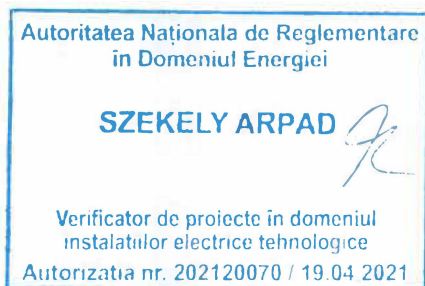 Autoritatea Naționala de Reglementare
în Domeniul Energiei
SZEKELY ARPAD
Verificator de proiecte în domeniul
instalatiilor electrice tehnologice
Autorizatia nr. 202120070 / 19.04 2021